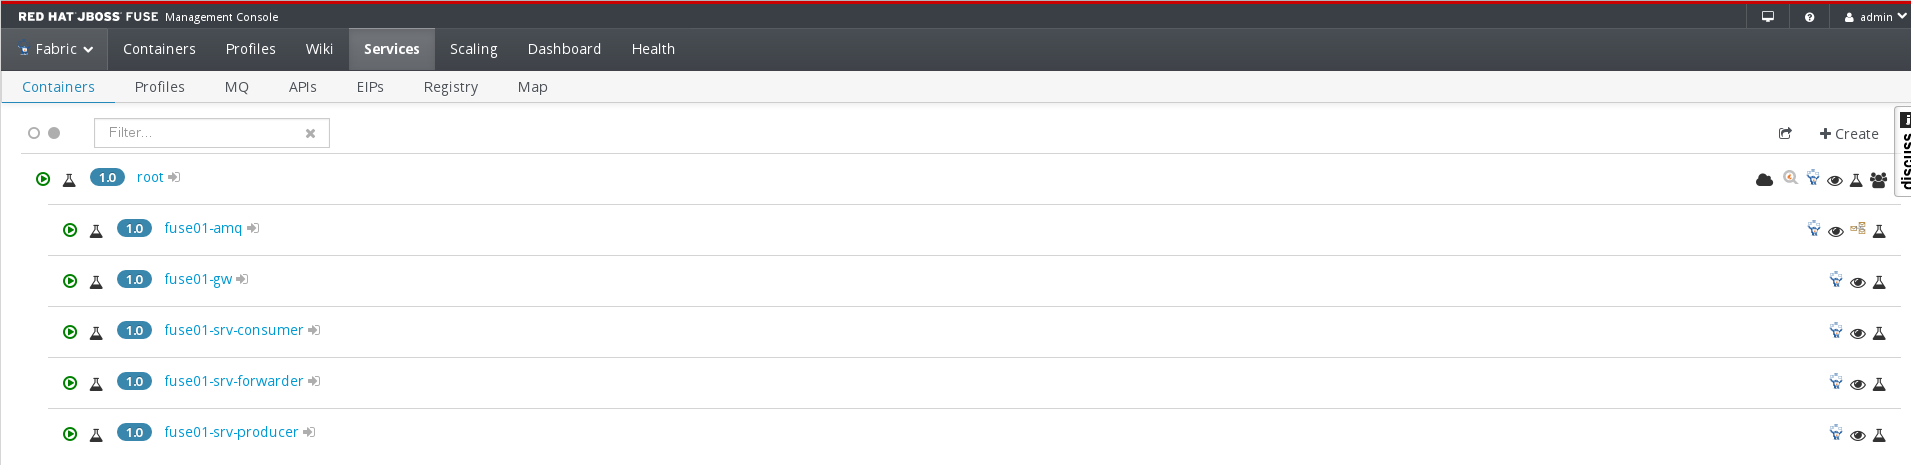 RED HAT JBOSS FUSE Management Console admin
Fabric Containers Profiles Wiki Services Scaling Dashboard Health
Containers Profiles MQ APIs EIPs Registry Map
Filter... Create
discuss
1.0 root
1.0 fuse01-amq
1.0 fuse01-gw
1.0 fuse01-srv-consumer
1.0 fuse01-srv-forwarder
1.0 fuse01-srv-producer